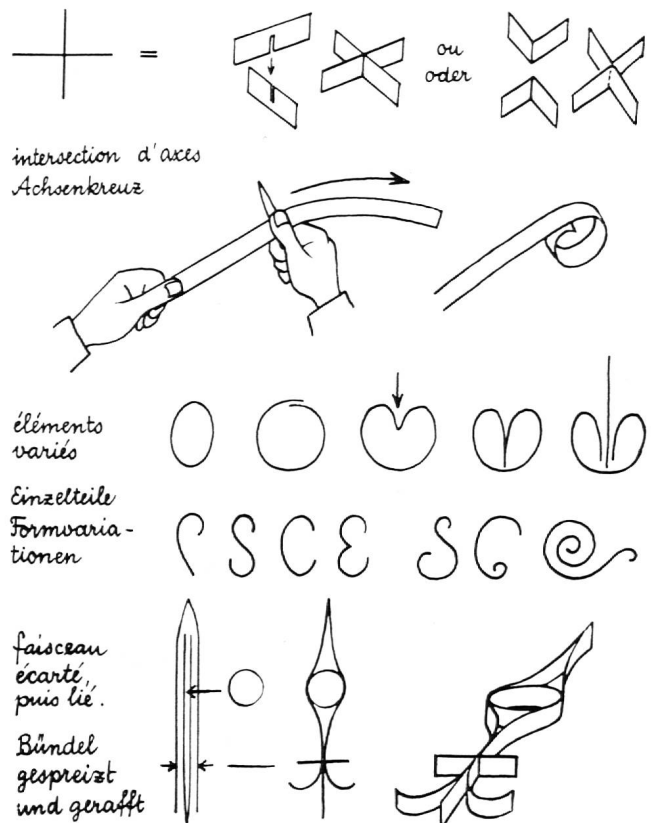 =
ou
oder
intersection d'axes
Achsenkreuz
éléments
variés
Einzelteile
Formvaria-
tionen
faisceau
écarté,
puis lié.
Bündel
gespreizt
und gerafft